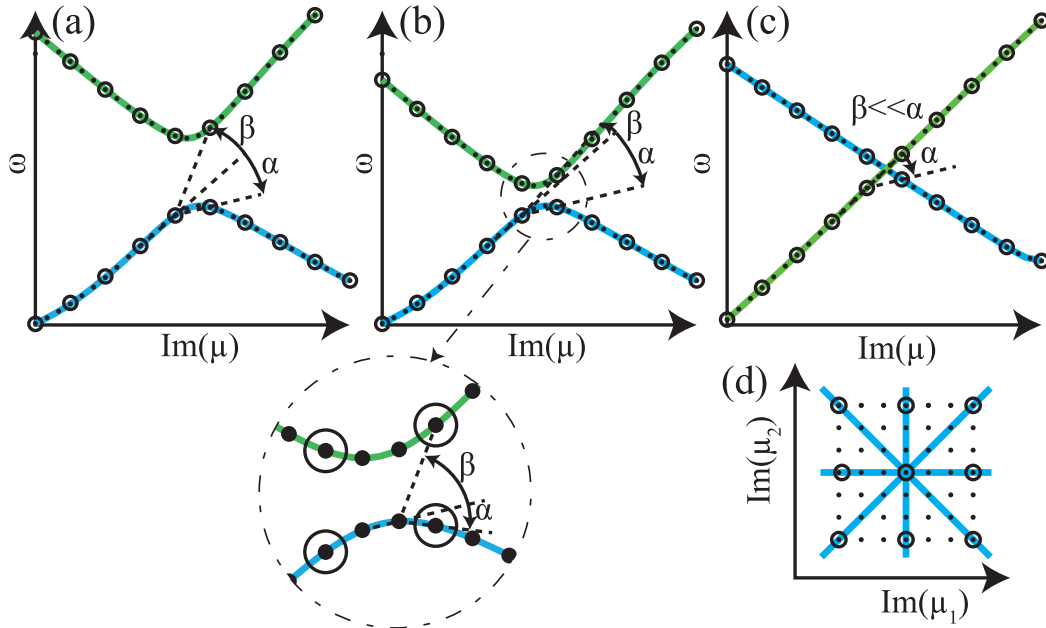 (a)
β
α
ω
Im(μ)
(b)
β
α
ω
Im(μ)
(c)
β<<α
α
ω
Im(μ)
β
α
(d)
Im(μ₂)
Im(μ₁)